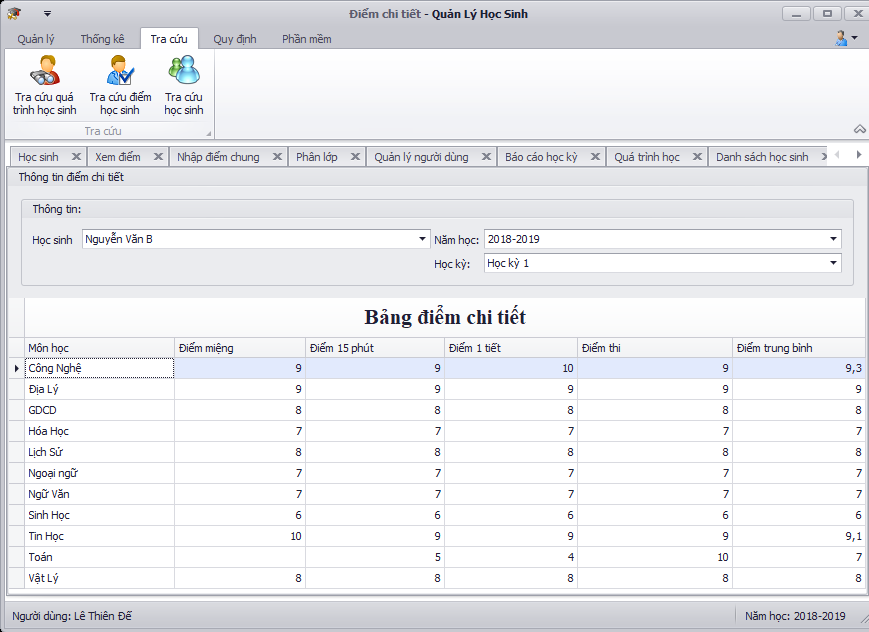 Điểm chi tiết - Quản Lý Học Sinh
Quản lý Thống kê Tra cứu Quy định Phần mềm
Tra cứu quá trình học sinh
Tra cứu điểm học sinh
Tra cứu học sinh
Tra cứu
Học sinh Xem điểm Nhập điểm chung Phân lớp Quản lý người dùng Báo cáo học kỳ Quá trình học Danh sách học sinh
Thông tin điểm chi tiết
Thông tin:
Học sinh Nguyễn Văn B Năm học: 2018-2019
Học kỳ: Học kỳ 1
Bảng điểm chi tiết
Môn học Điểm miệng Điểm 15 phút Điểm 1 tiết Điểm thi Điểm trung bình
Công Nghệ 9 9 10 9 9,3
Địa Lý 9 9 9 9 9
GDCD 8 8 8 8 8
Hóa Học 7 7 7 7 7
Lịch Sử 8 8 8 8 8
Ngoại ngữ 7 7 7 7 7
Ngữ Văn 7 7 7 7 7
Sinh Học 6 6 6 6 6
Tin Học 10 9 9 9 9,1
Toán 5 4 10 7
Vật Lý 8 8 8 8 8
Người dùng: Lê Thiên Đế Năm học: 2018-2019